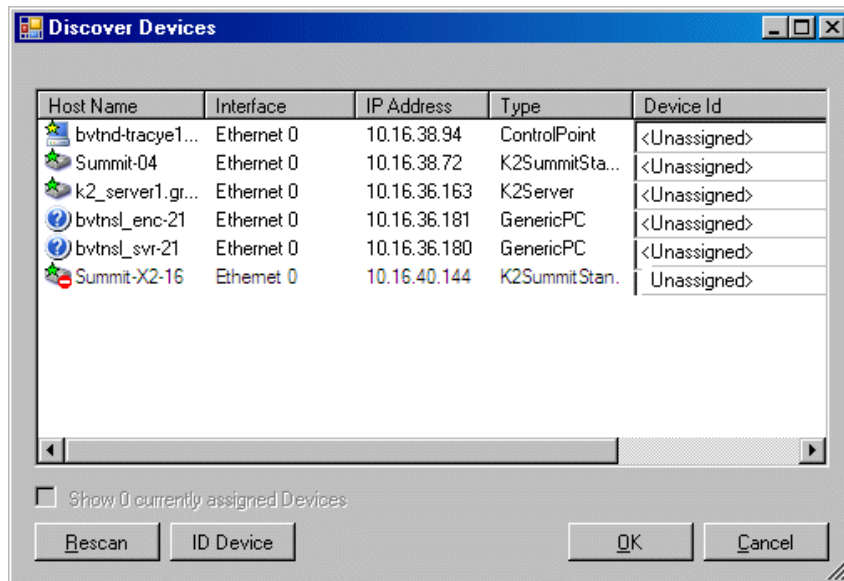 Discover Devices
Host Name Interface IP Address Type Device Id
bvtnd-tracye1... Ethernet 0 10.16.38.94 ControlPoint <Unassigned>
Summit-04 Ethernet 0 10.16.38.72 K2SummitSta... <Unassigned>
k2_server1.gr... Ethernet 0 10.16.36.163 K2Server <Unassigned>
bvtnsl_enc-21 Ethernet 0 10.16.36.181 GenericPC <Unassigned>
bvtnsl_svr-21 Ethernet 0 10.16.36.180 GenericPC <Unassigned>
Summit-X2-16 Ethernet 0 10.16.40.144 K2SummitStan. Unassigned>
Show 0 currently assigned Devices
Rescan ID Device OK Cancel